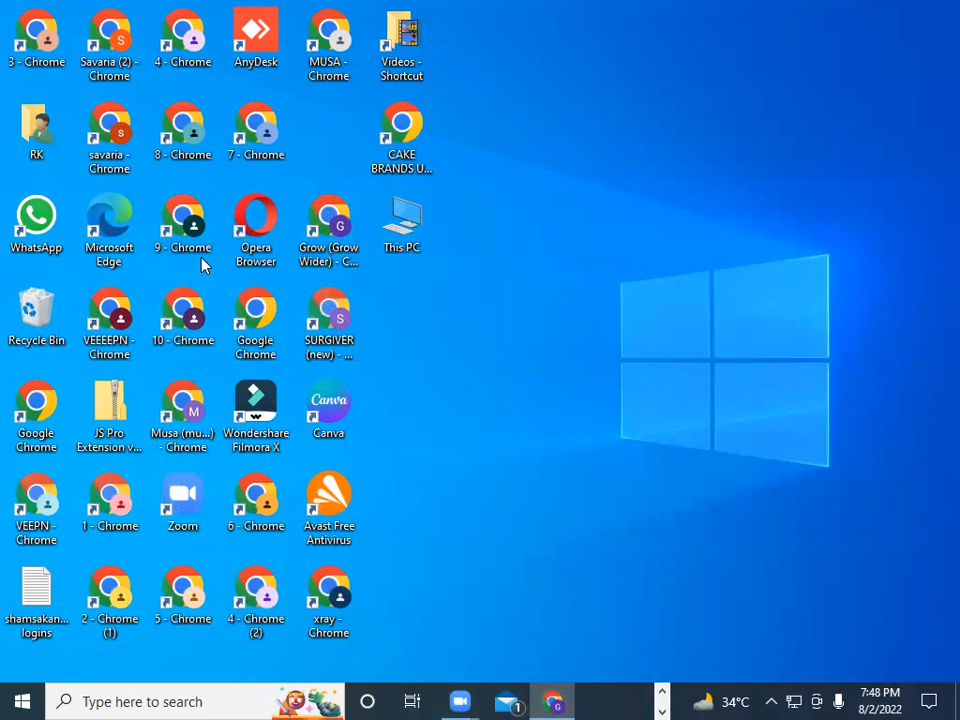 3 - Chrome
Savaria (2) - Chrome
4 - Chrome
AnyDesk
MUSA - Chrome
Videos - Shortcut
RK
savaria - Chrome
8 - Chrome
7 - Chrome
CAKE BRANDS U...
WhatsApp
Microsoft Edge
9 - Chrome
Opera Browser
Grow (Grow Wider) - C...
This PC
Recycle Bin
VEEEEPN - Chrome
10 - Chrome
Google Chrome
SURGIVER (new) - ...
Google Chrome
JS Pro Extension v...
Musa (mu...) - Chrome
Wondershare Filmora X
Canva
Canva
VEEPN - Chrome
1 - Chrome
Zoom
6 - Chrome
Avast Free Antivirus
shamsakan... logins
2 - Chrome (1)
5 - Chrome
4 - Chrome (2)
xray - Chrome
Type here to search
1
34°C
7:48 PM
8/2/2022